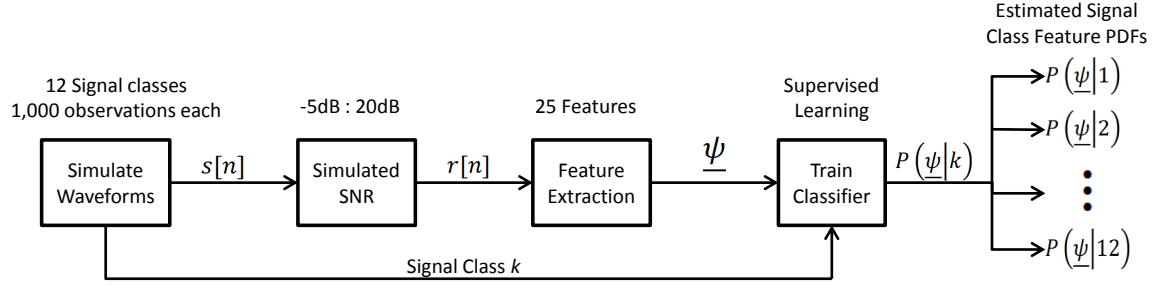 Estimated Signal
Class Feature PDFs
12 Signal classes
1,000 observations each
-5dB : 20dB
25 Features
Supervised
Learning
Simulate
Waveforms
s[n]
Simulated
SNR
r[n]
Feature
Extraction
ψ
Train
Classifier
P(ψ|k)
P(ψ|1)
P(ψ|2)
⋮
P(ψ|12)
Signal Class k